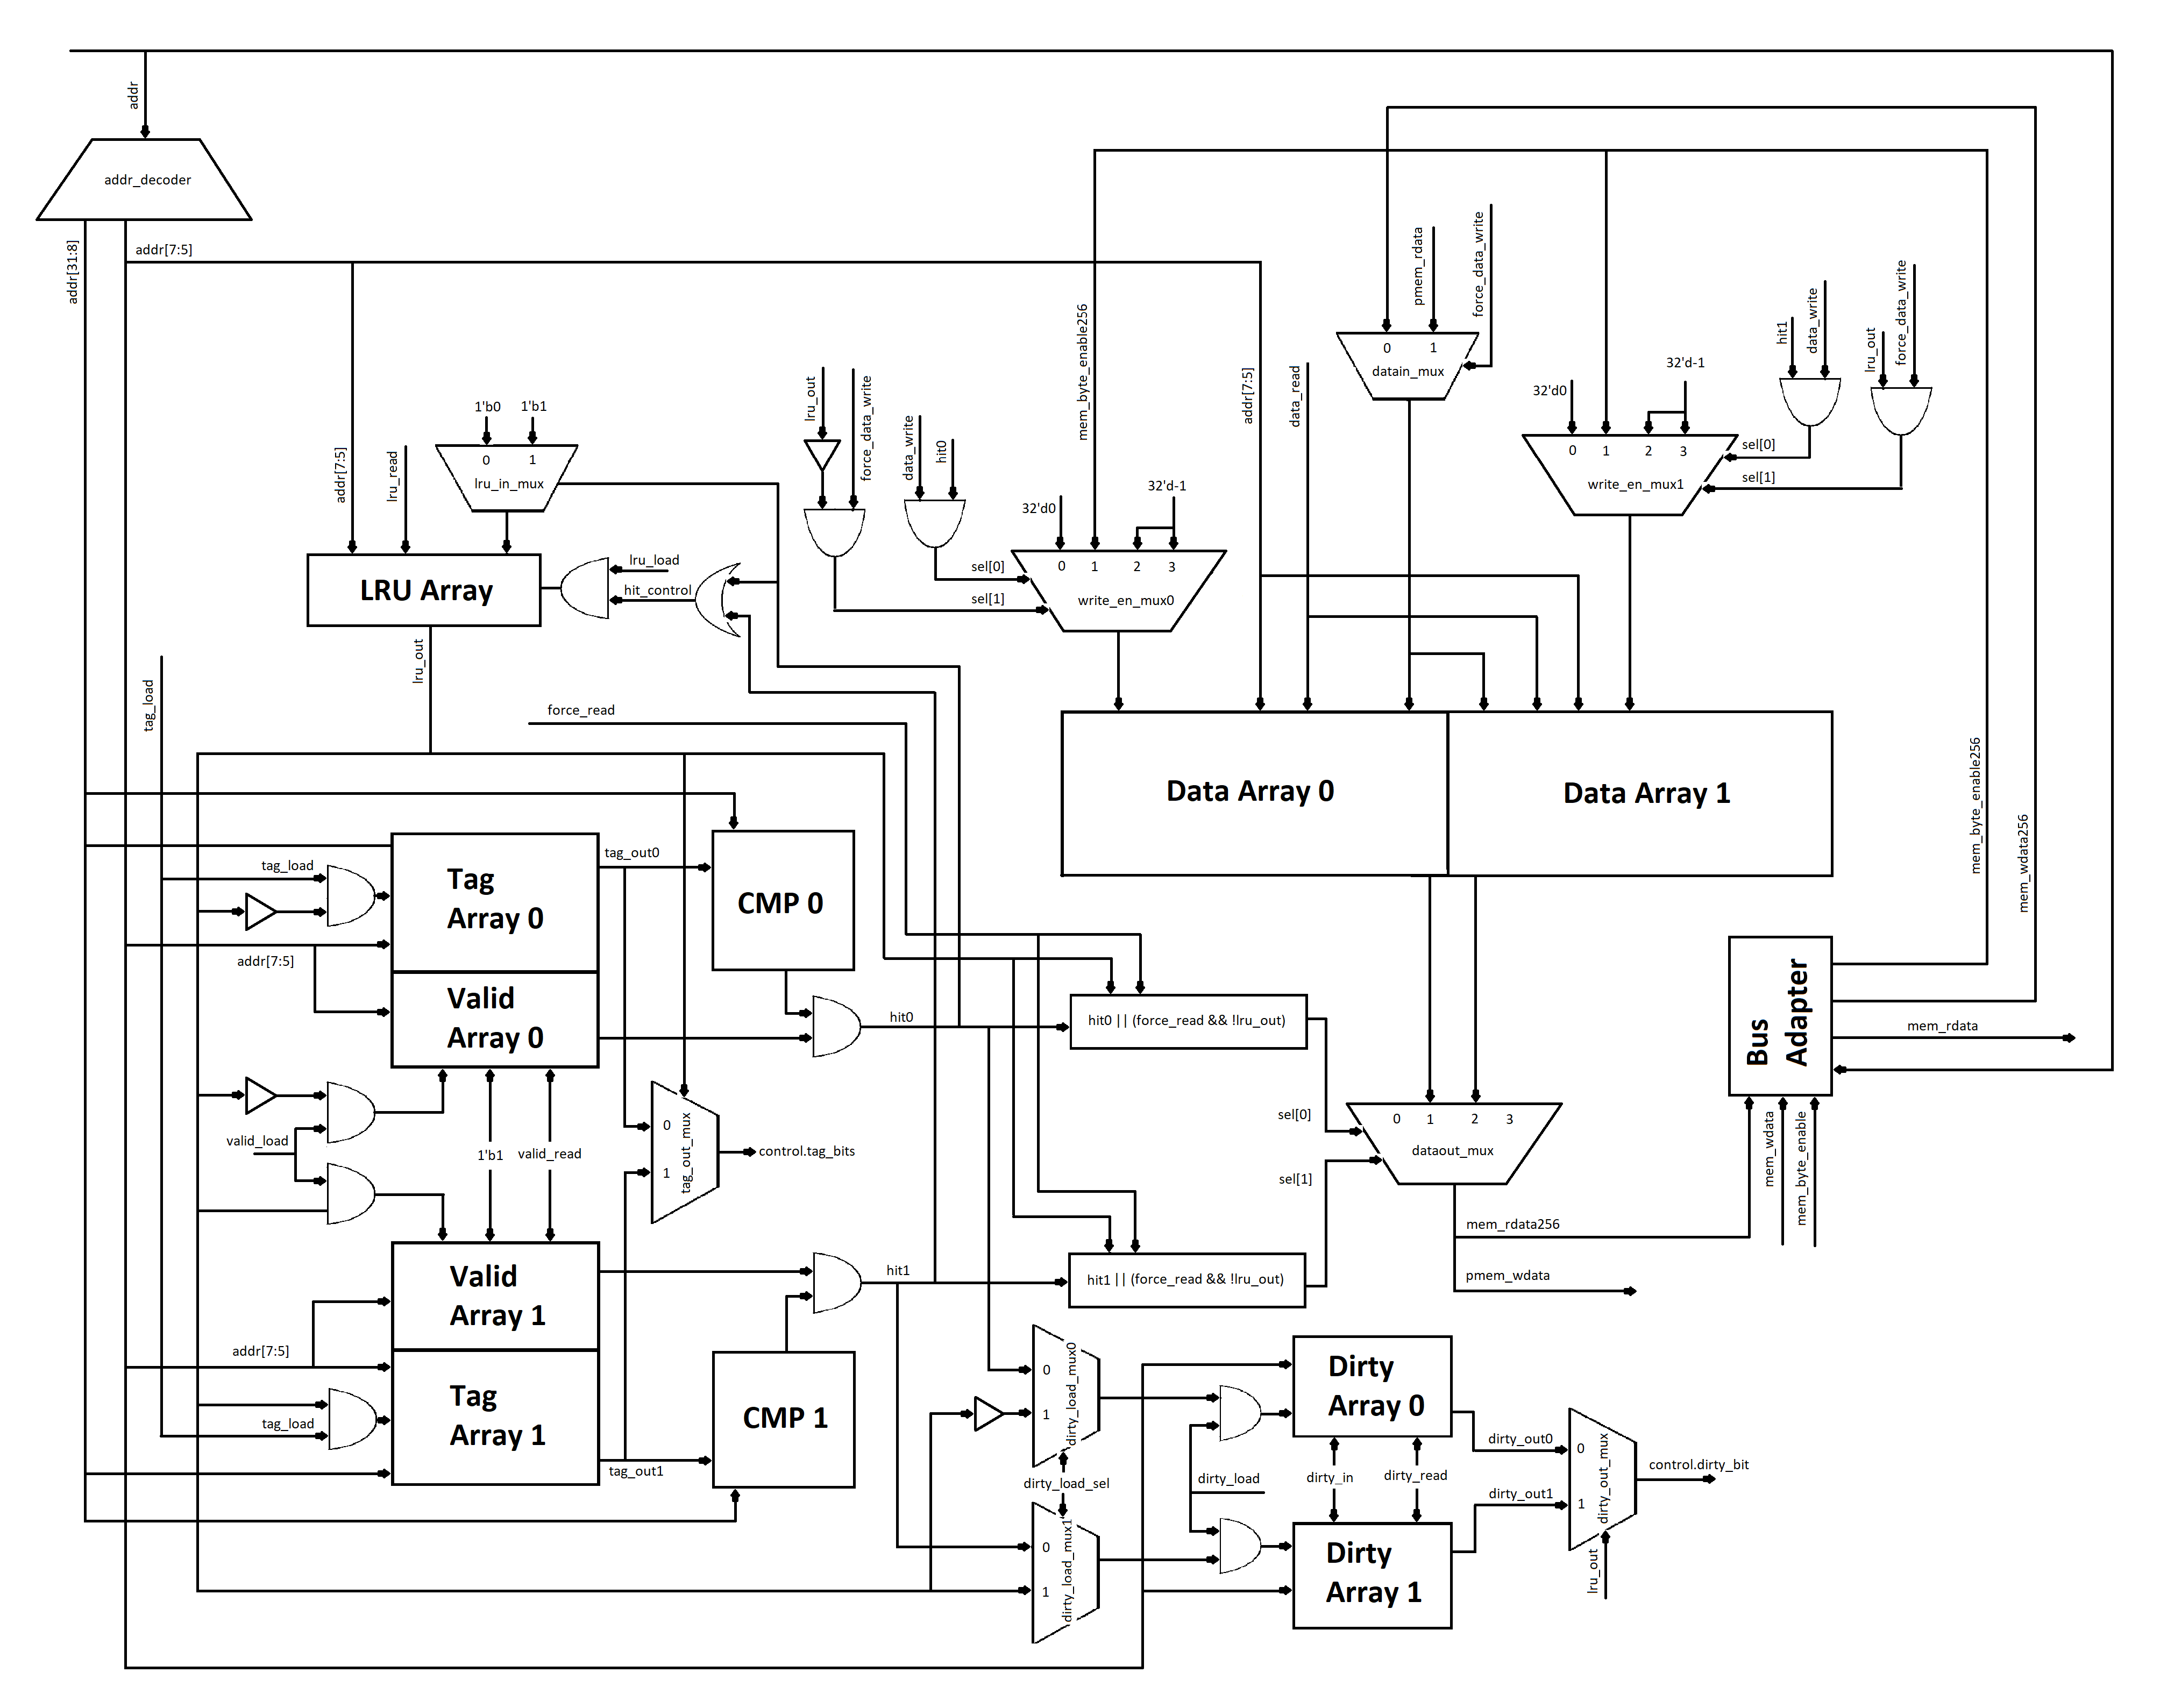 addr
addr_decoder
addr[31:8]
addr[7:5]
mem_byte_enable256
addr[7:5]
data_read
pmem_rdata
force_data_write
0 1
datain_mux
hit1
data_write
lru_out
force_data_write
32'd0
32'd-1
0 1 2 3
write_en_mux1
sel[0]
sel[1]
addr[7:5]
lru_read
1'b0
1'b1
0 1
lru_in_mux
lru_out
force_data_write
data_write
hit0
32'd0
32'd-1
0 1 2 3
write_en_mux0
sel[0]
sel[1]
LRU Array
lru_load
hit_control
lru_out
tag_load
force_read
Data Array 0
Data Array 1
mem_byte_enable256
mem_wdata256
Tag
Array 0
tag_load
addr[7:5]
tag_out0
CMP 0
Valid
Array 0
hit0
hit0 || (force_read && !lru_out)
Bus
Adapter
mem_rdata
mem_wdata
mem_byte_enable
valid_load
1'b1
valid_read
0
1
tag_out_mux
control.tag_bits
sel[0]
sel[1]
0 1 2 3
dataout_mux
mem_rdata256
pmem_wdata
Valid
Array 1
hit1
hit1 || (force_read && !lru_out)
addr[7:5]
Tag
Array 1
tag_load
tag_out1
CMP 1
0
1
dirty_load_mux0
dirty_load_sel
0
1
dirty_load_mux1
dirty_load
Dirty
Array 0
dirty_in
dirty_read
Dirty
Array 1
dirty_out0
dirty_out1
0
1
dirty_out_mux
control.dirty_bit
lru_out